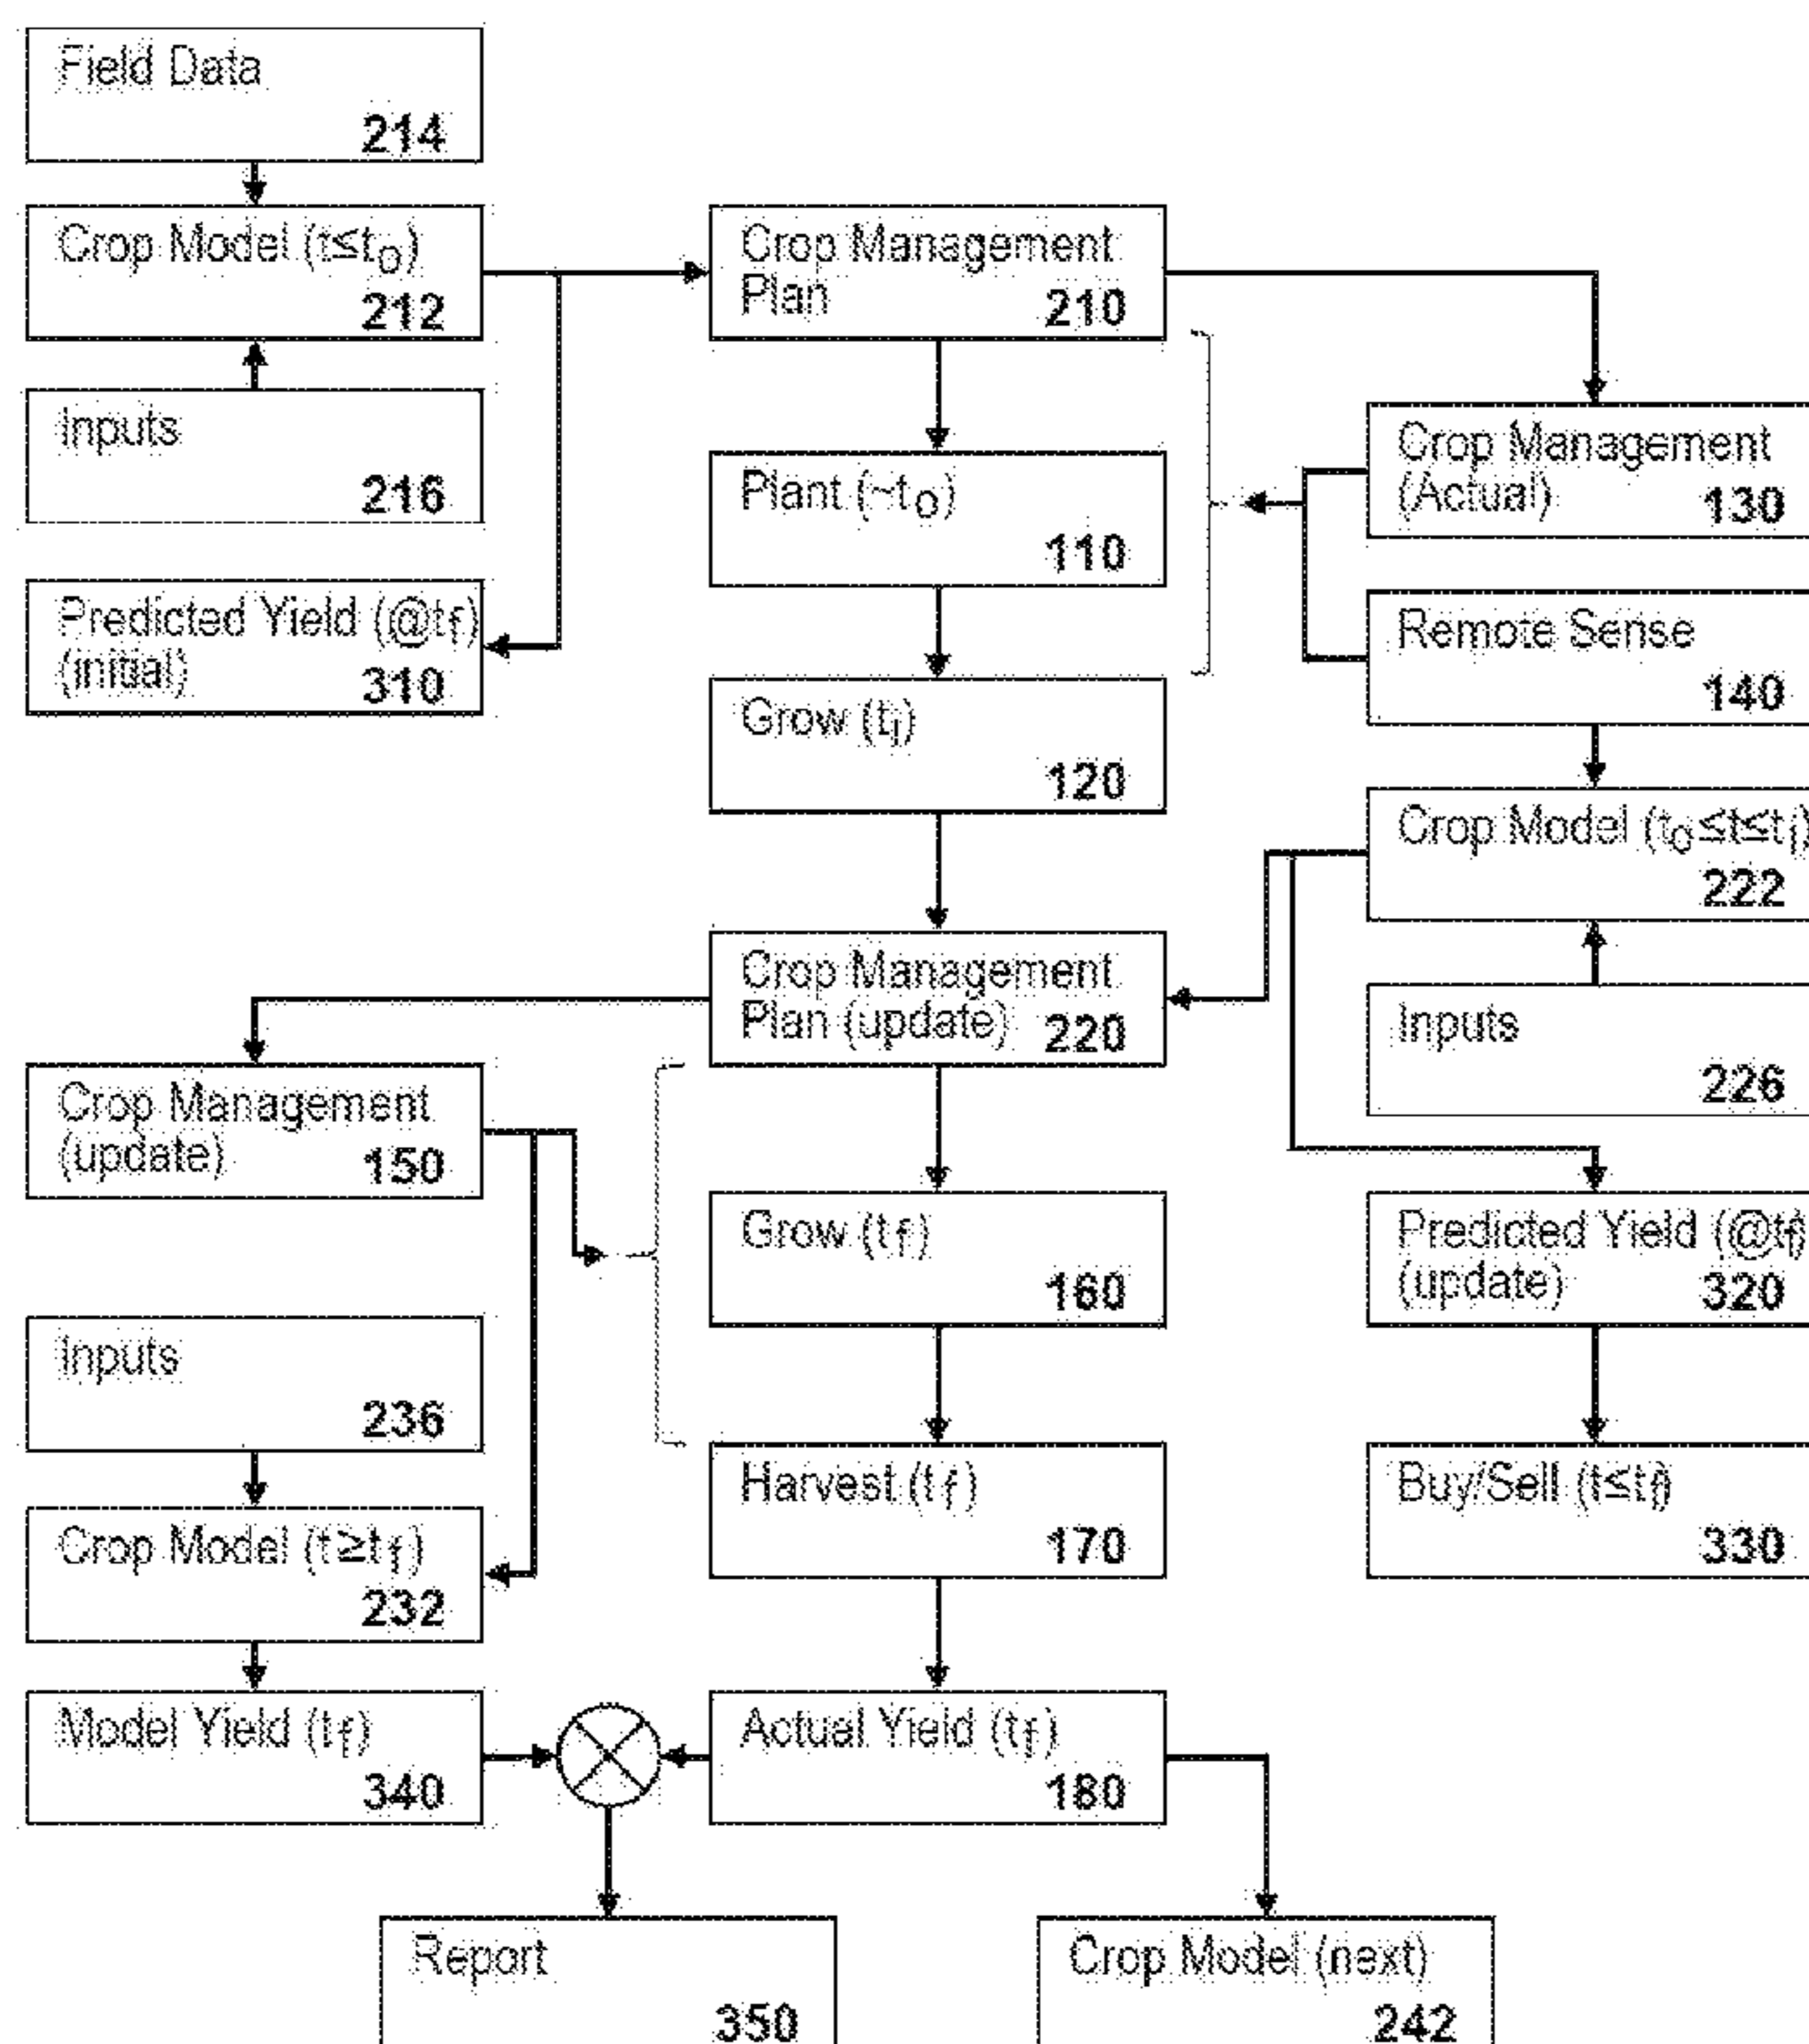 Field Data
214
Crop Model (t≤to)
212
Inputs
216
Predicted Yield (@tf)
(initial)
310
Crop Management
Plan
210
Plant (~to)
110
Grow (ti)
120
Crop Management
(Actual)
130
Remote Sense
140
Crop Model (to≤t≤tf)
222
Inputs
226
Crop Management
Plan (update)
220
Crop Management
(update)
150
Grow (tf)
160
Predicted Yield (@tf)
(update)
320
Inputs
236
Harvest (tf)
170
Buy/Sell (t≤tf)
330
Crop Model (t≥tf)
232
Model Yield (tf)
340
Actual Yield (tf)
180
Report
350
Crop Model (next)
242